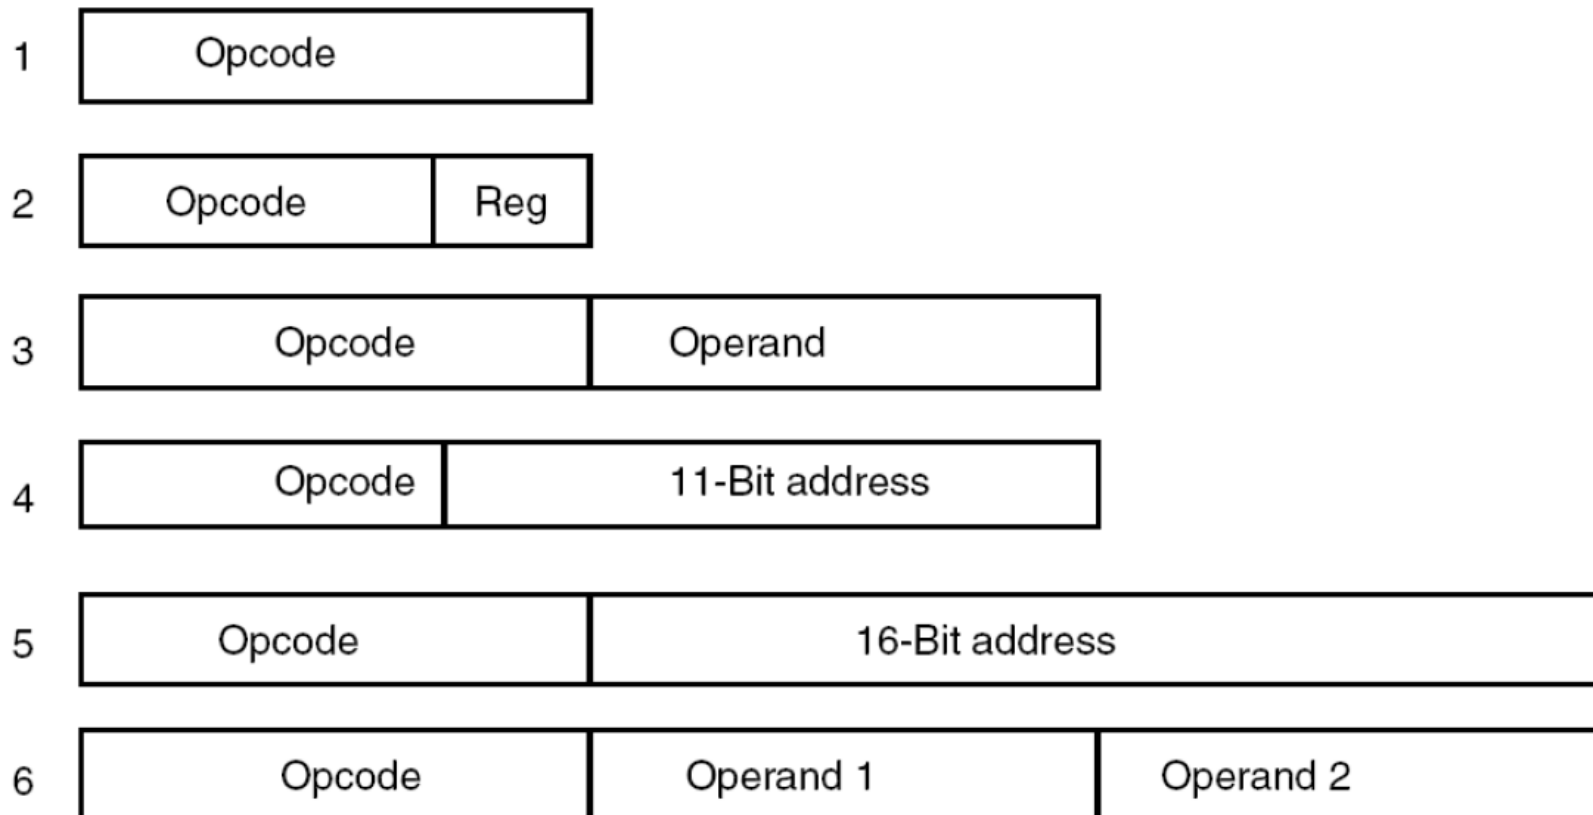 1 Opcode
2 Opcode Reg
3 Opcode Operand
4 Opcode 11-Bit address
5 Opcode 16-Bit address
6 Opcode Operand 1 Operand 2